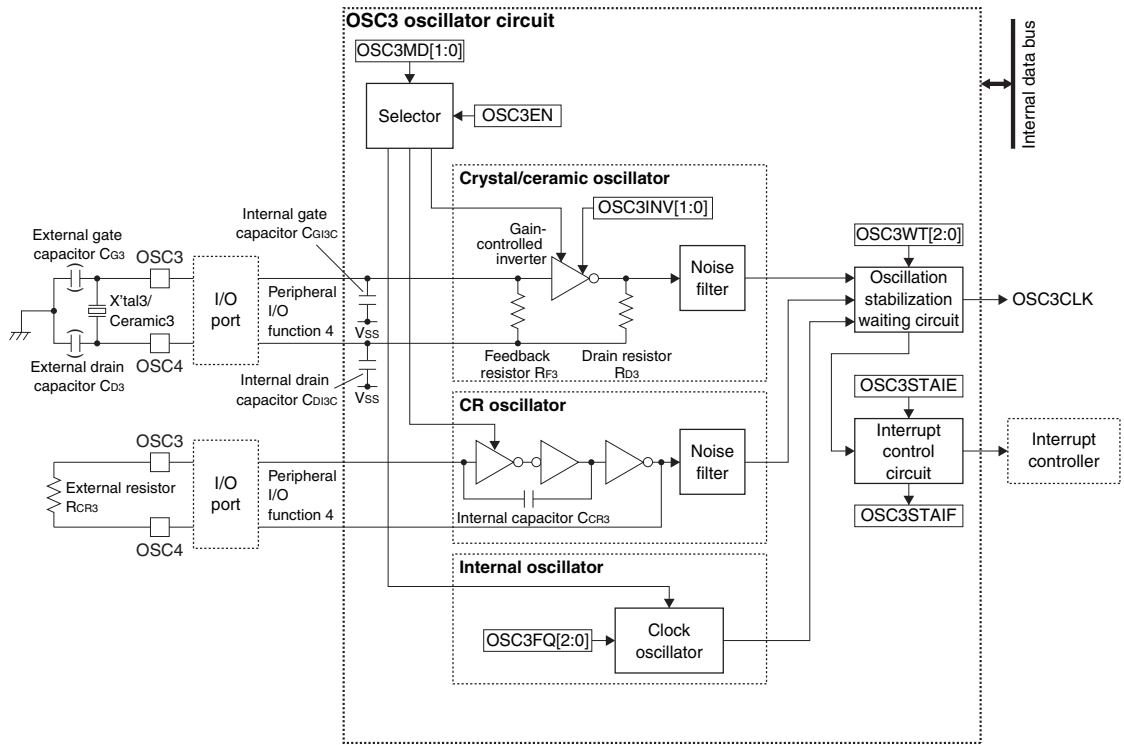 OSC3 oscillator circuit
OSC3MD[1:0]
Selector
OSC3EN
Internal data bus
Crystal/ceramic oscillator
OSC3INV[1:0]
Gain-
controlled
inverter
Noise
filter
Internal gate
capacitor CGI3C
External gate
capacitor CG3
OSC3
X'tal3/
Ceramic3
I/O
port
Peripheral
I/O
function 4
VSS
OSC4
External drain
capacitor CD3
Internal drain
capacitor CDI3C
VSS
Feedback
resistor RF3
Drain resistor
RD3
OSC3WT[2:0]
Oscillation
stabilization
waiting circuit
OSC3CLK
OSC3STAIE
Interrupt
control
circuit
Interrupt
controller
OSC3STAIF
CR oscillator
OSC3
External resistor
RCR3
OSC4
I/O
port
Peripheral
I/O
function 4
Noise
filter
Internal capacitor CCR3
Internal oscillator
OSC3FQ[2:0]
Clock
oscillator